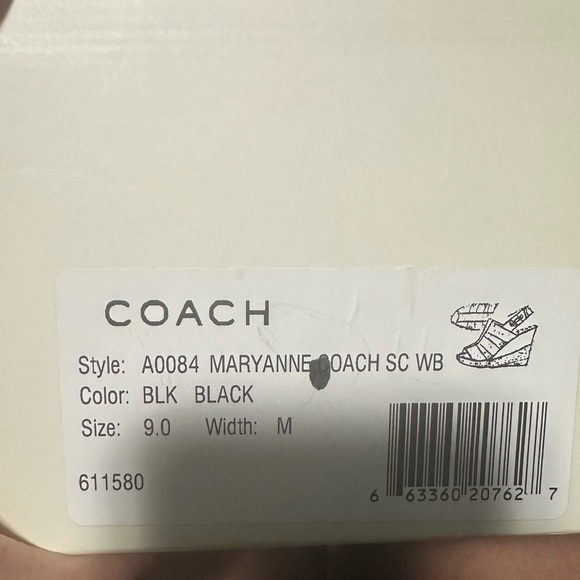 COACH
Style: A0084 MARYANNE COACH SC WB
Color: BLK BLACK
Size: 9.0 Width: M
611580
6 63360 20762 7